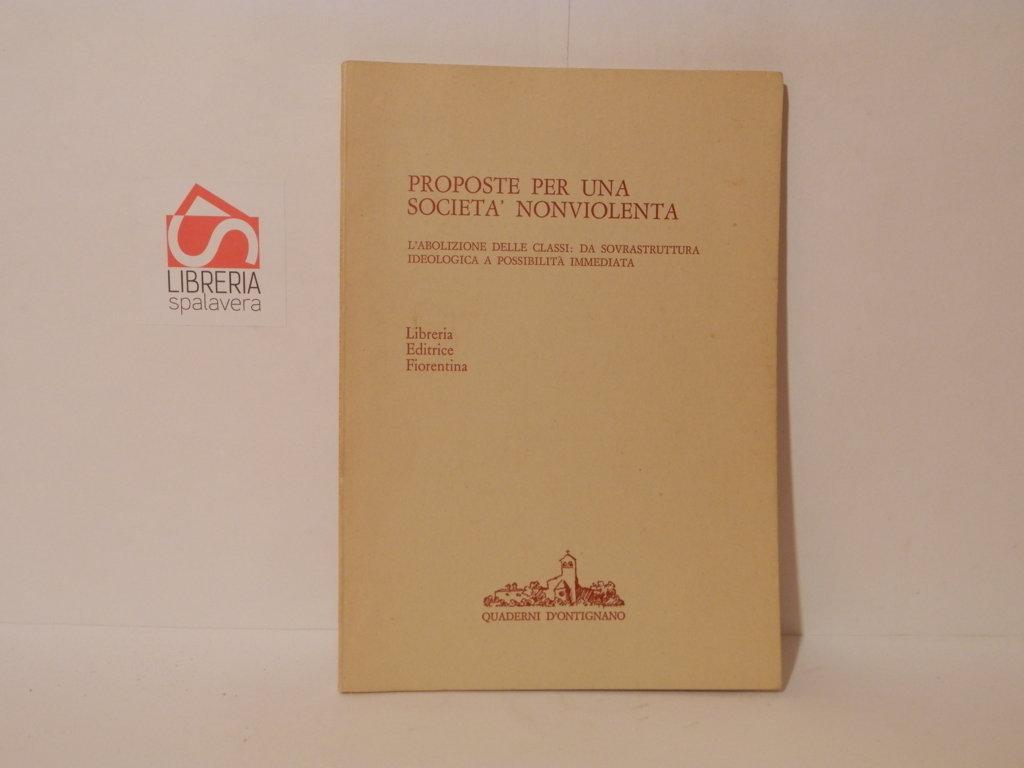 PROPOSTE PER UNA
SOCIETA' NONVIOLENTA
L'ABOLIZIONE DELLE CLASSI: DA SOVRASTRUTTURA
IDEOLOGICA A POSSIBILITÀ IMMEDIATA
Libreria
Editrice
Fiorentina
QUADERNI D'ONTIGNANO
LIBRERIA
spalavera